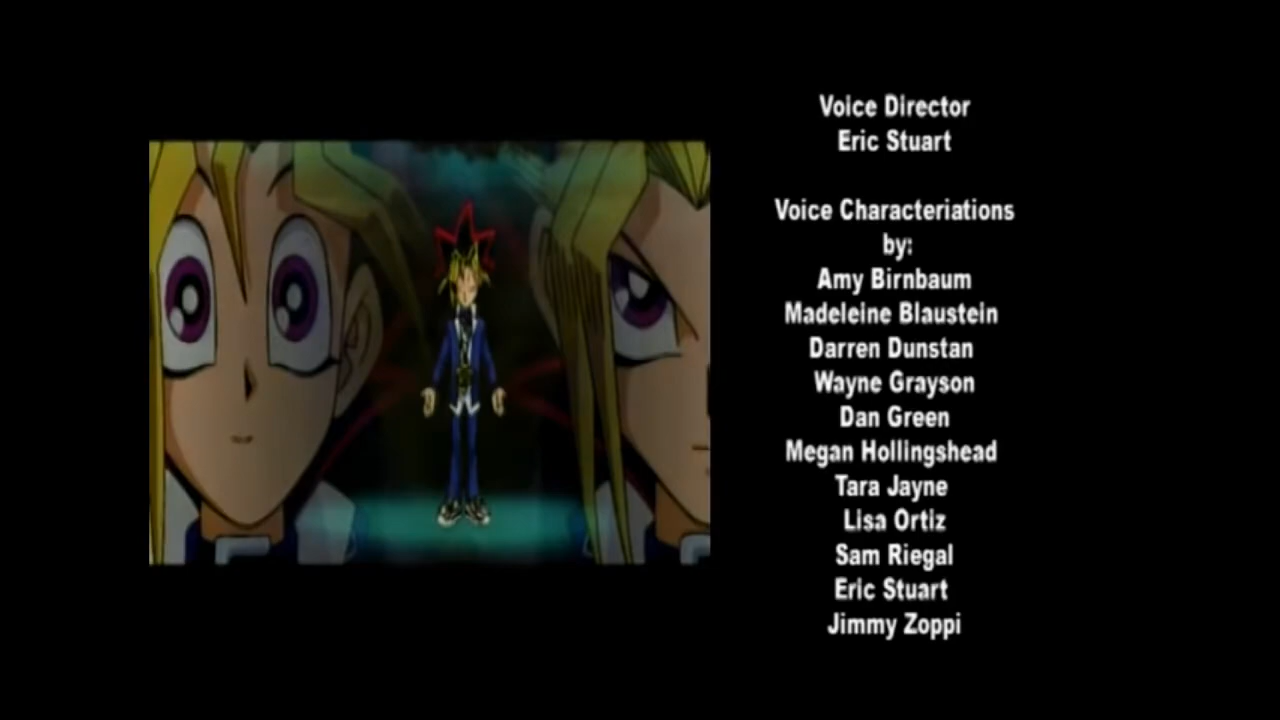 Voice Director
Eric Stuart
Voice Characteriations
by:
Amy Birnbaum
Madeleine Blaustein
Darren Dunstan
Wayne Grayson
Dan Green
Megan Hollingshead
Tara Jayne
Lisa Ortiz
Sam Riegal
Eric Stuart
Jimmy Zoppi